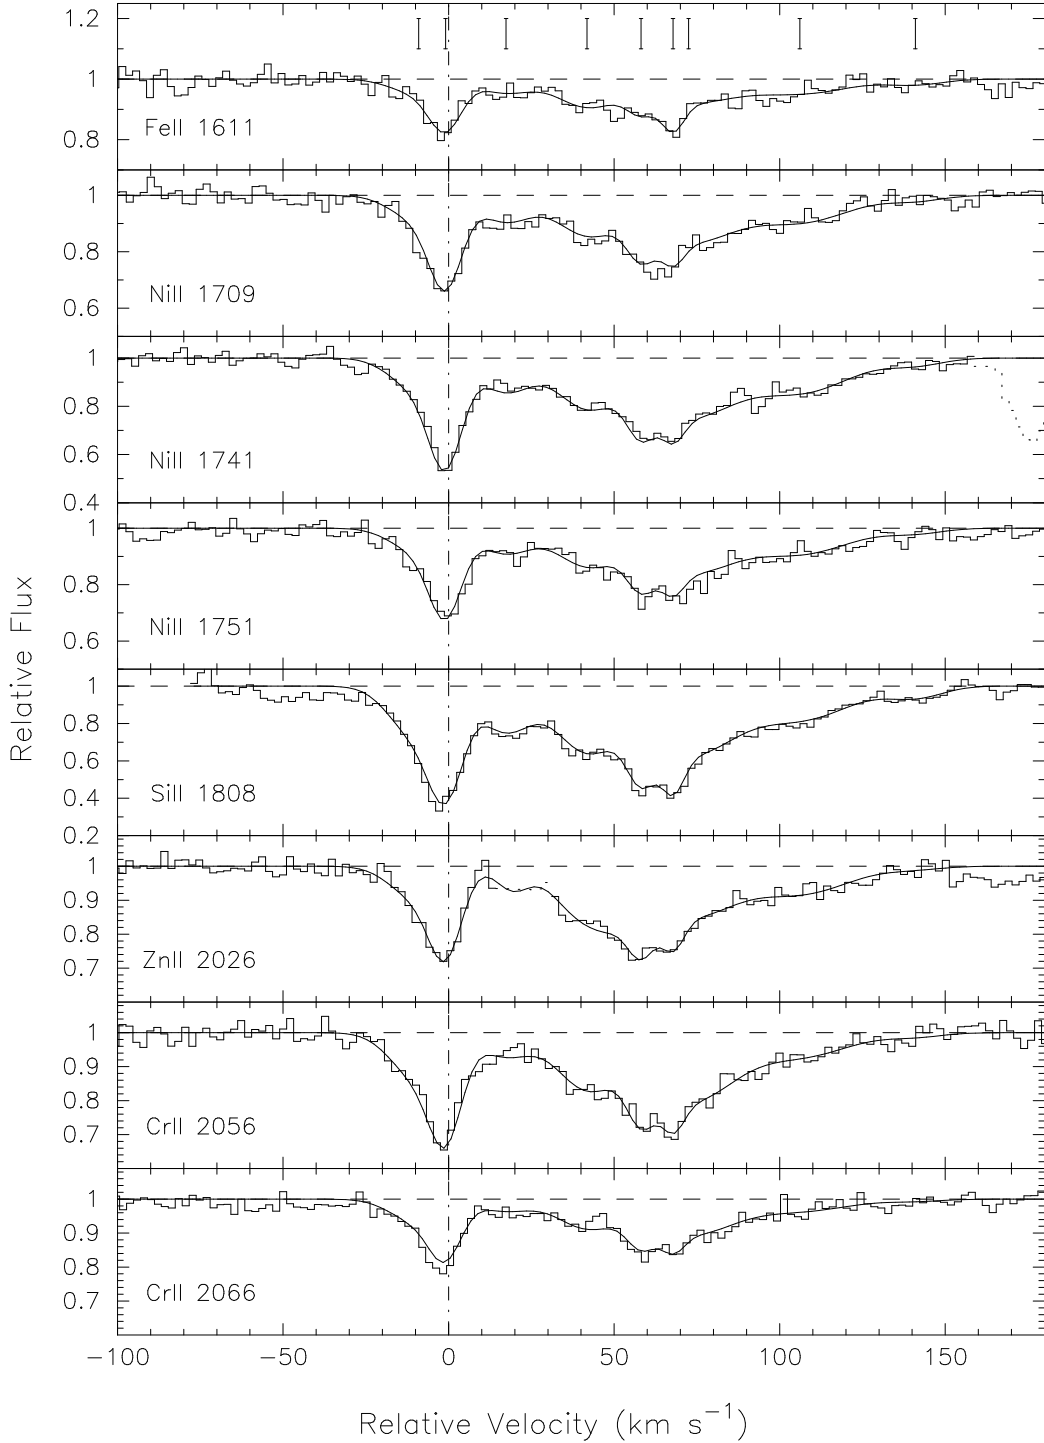 1.2
1
0.8
FeII 1611
1
0.8
0.6
NiII 1709
1
0.8
0.6
0.4
NiII 1741
1
0.8
0.6
NiII 1751
1
0.8
0.6
0.4
0.2
SiII 1808
1
0.9
0.8
0.7
ZnII 2026
1
0.9
0.8
0.7
CrII 2056
1
0.9
0.8
0.7
CrII 2066
−100 −50 0 50 100 150
Relative Velocity (km s−1)
Relative Flux